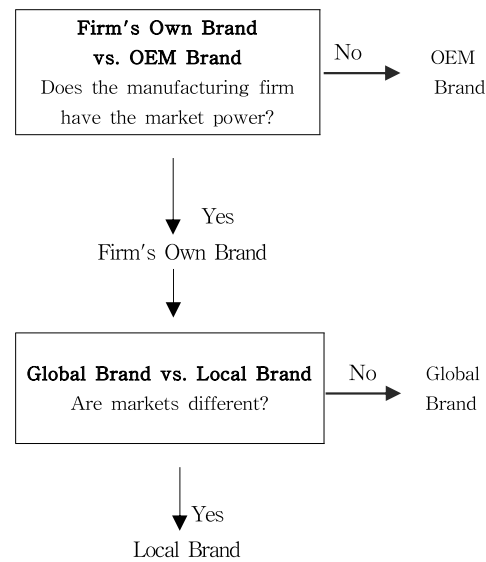 Firm's Own Brand
vs. OEM Brand
Does the manufacturing firm
have the market power?
No
OEM
Brand
Yes
Firm's Own Brand
Global Brand vs. Local Brand
Are markets different?
No
Global
Brand
Yes
Local Brand